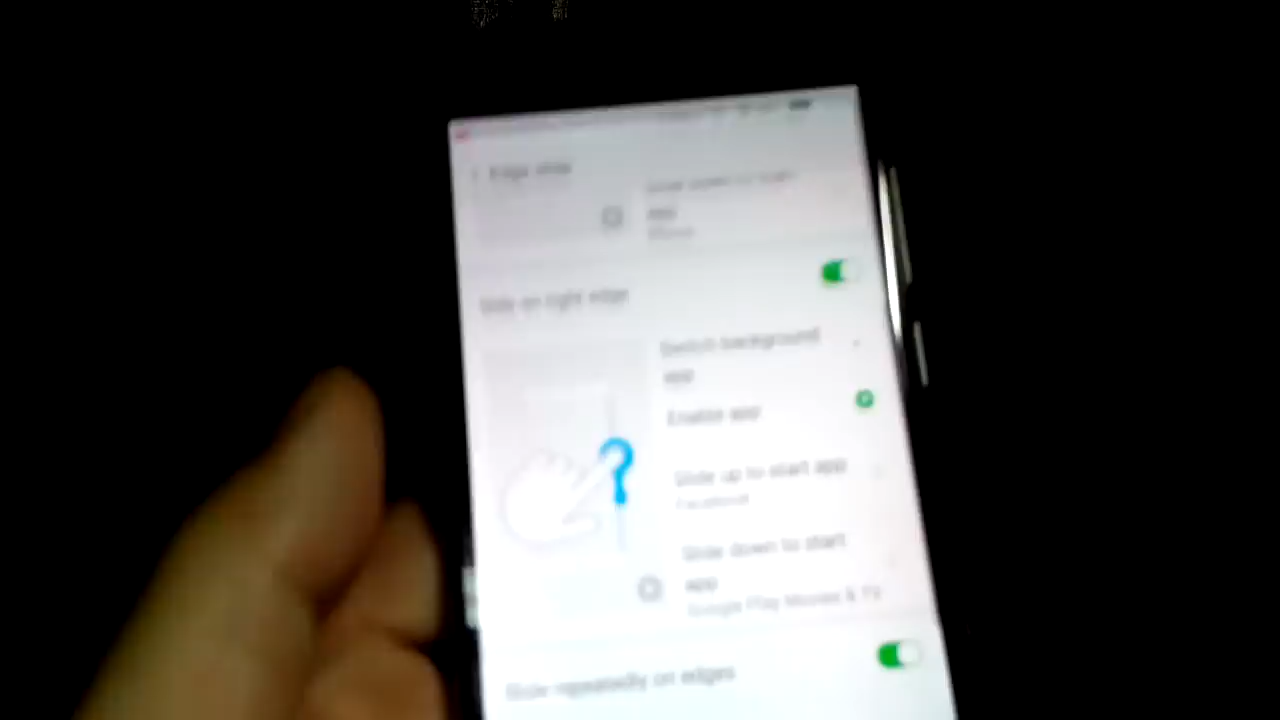 Edge
app
Slide on right edge
Switch background
app
Enable app
Slide up to start app
Facebook
Slide down to start
app
Google Play Movies & TV
Slide repeatedly on edges